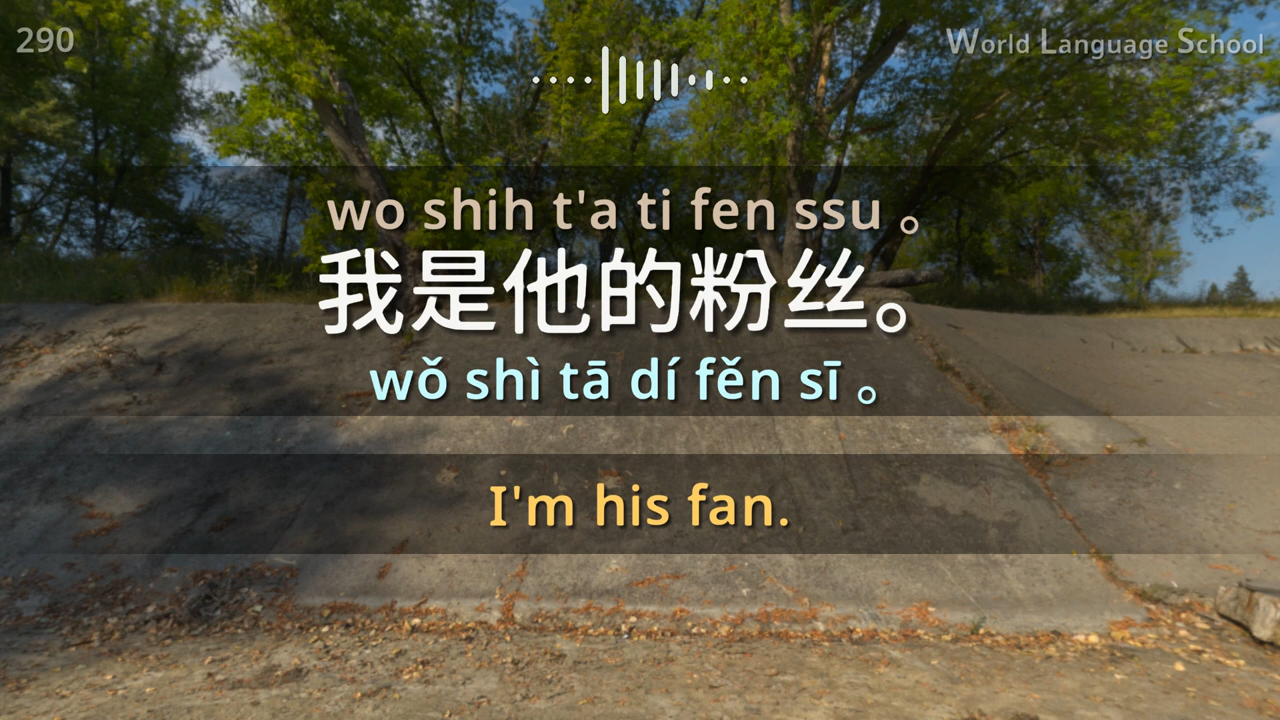 290
World Language School
wo shih t'a ti fen ssu 。
我是他的粉丝。
wǒ shì tā dí fěn sī 。
I'm his fan.